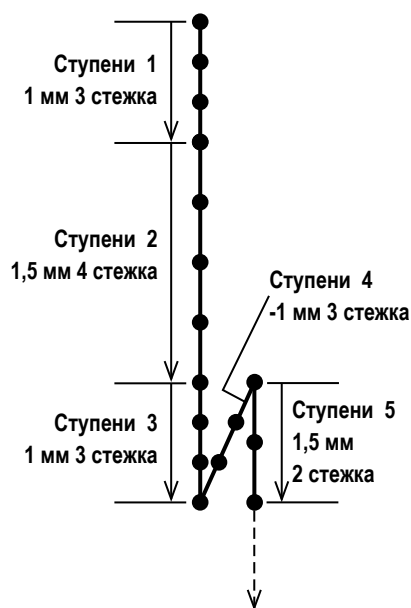 Ступени 1
1 мм 3 стежка
Ступени 2
1,5 мм 4 стежка
Ступени 4
-1 мм 3 стежка
Ступени 3
1 мм 3 стежка
Ступени 5
1,5 мм
2 стежка